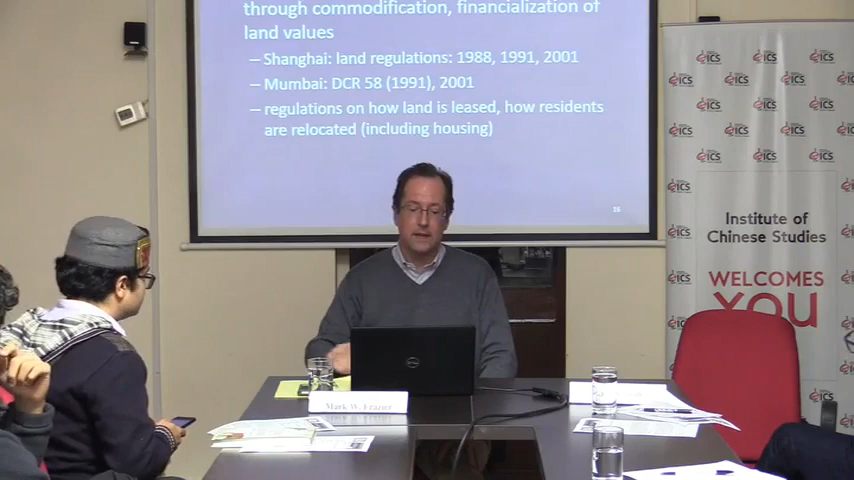 through commodification, financialization of
land values
– Shanghai: land regulations: 1988, 1991, 2001
– Mumbai: DCR 58 (1991), 2001
– regulations on how land is leased, how residents
are relocated (including housing)
16
Institute of
Chinese Studies
WELCOMES
YOU
ICS
Mark W. Frazier
DELL